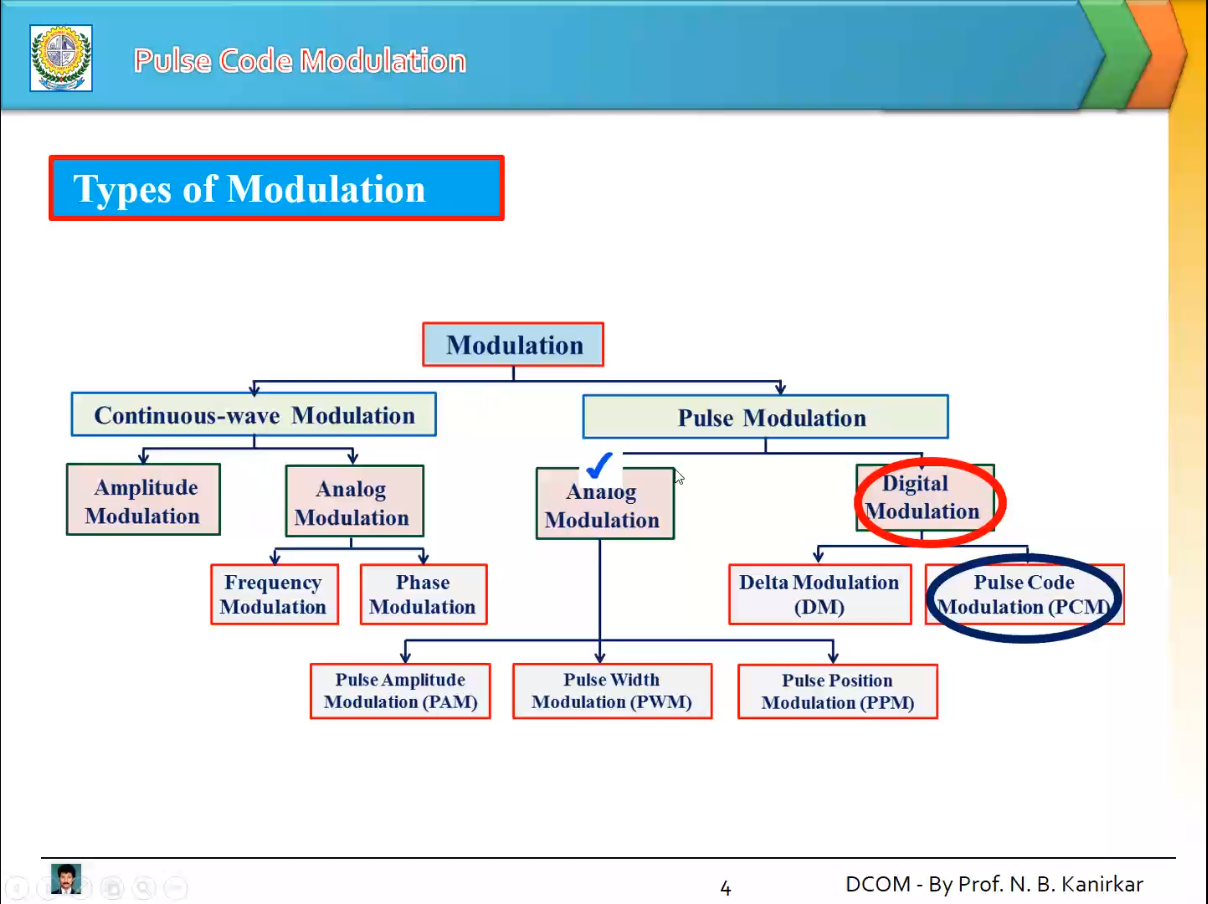 Pulse Code Modulation
Types of Modulation
Modulation
Continuous-wave Modulation
Pulse Modulation
Amplitude
Modulation
Analog
Modulation
Analog
Modulation
Digital
Modulation
Frequency
Modulation
Phase
Modulation
Delta Modulation
(DM)
Pulse Code
Modulation (PCM)
Pulse Amplitude
Modulation (PAM)
Pulse Width
Modulation (PWM)
Pulse Position
Modulation (PPM)
4
DCOM - By Prof. N. B. Kanirkar